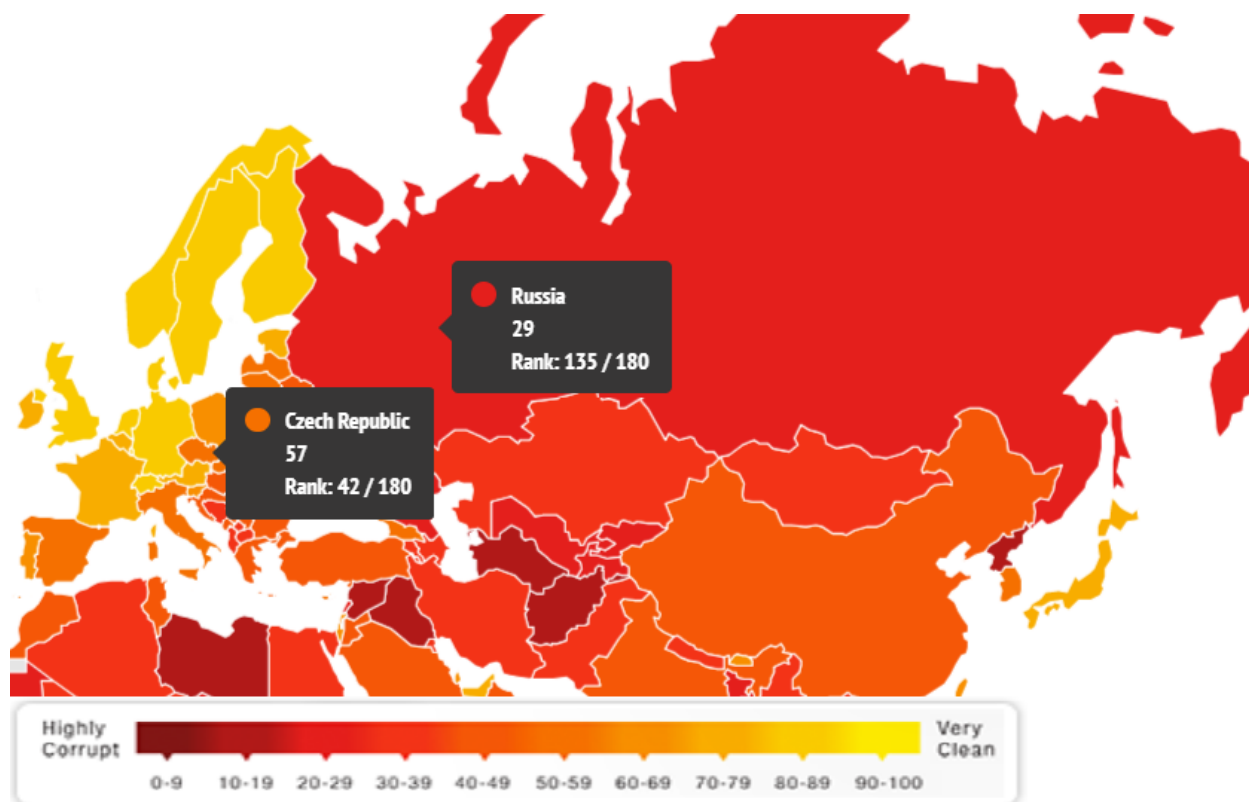 Russia
29
Rank: 135 / 180
Czech Republic
57
Rank: 42 / 180
Highly
Corrupt
0-9 10-19 20-29 30-39 40-49 50-59 60-69 70-79 80-89 90-100
Very
Clean